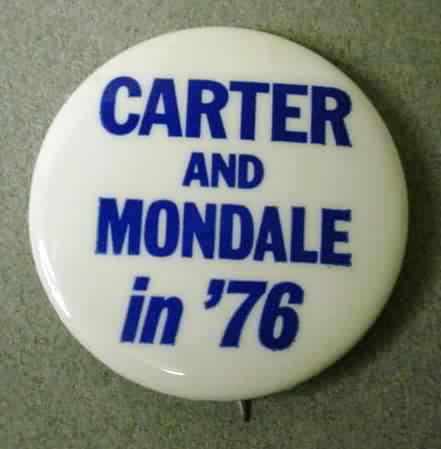 CARTER
AND
MONDALE
in '76